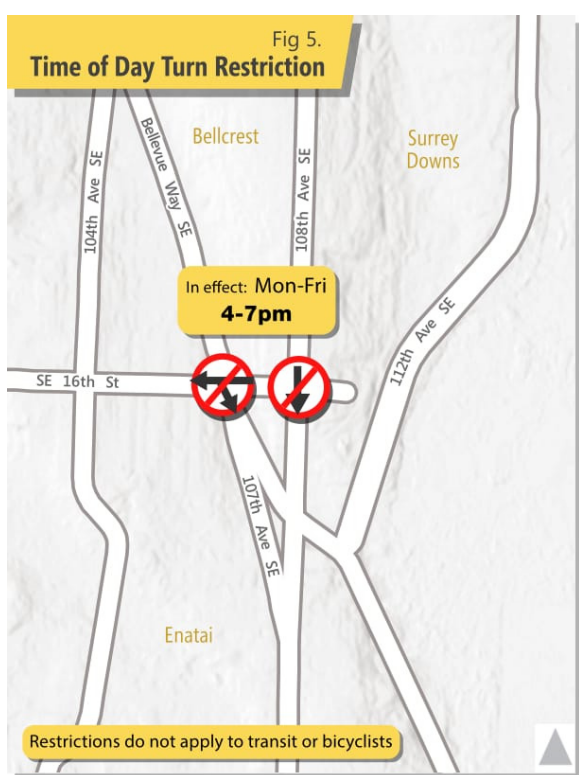 Fig 5.
Time of Day Turn Restriction
Bellcrest
Surrey
Downs
Bellevue Way SE
104th Ave SE
108th Ave SE
In effect: Mon-Fri
4-7pm
112th Ave SE
SE 16th St
107th Ave SE
Enatai
Restrictions do not apply to transit or bicyclists